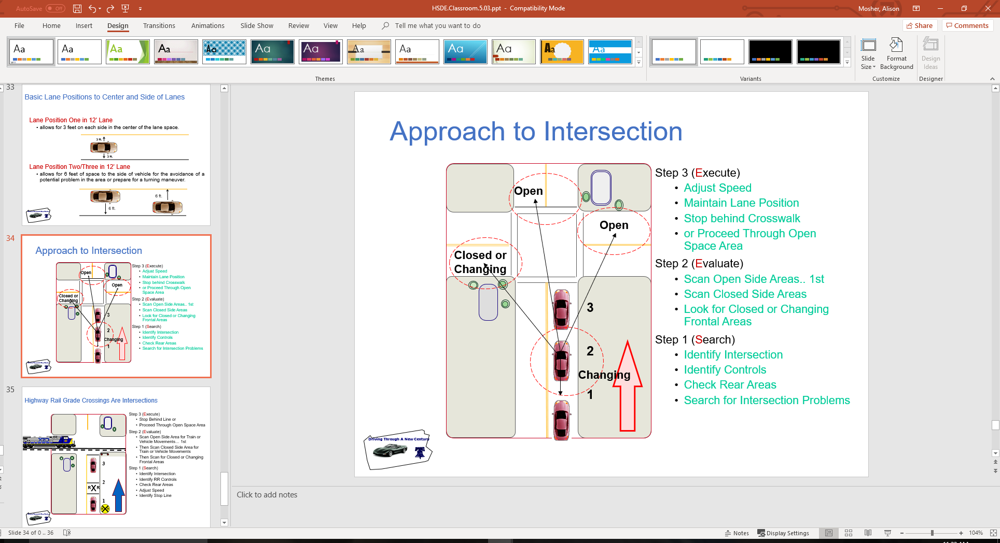 AutoSave Off
HSDE.Classroom.5.03.ppt - Compatibility Mode
Mosher, Alison
File Home Insert Design Transitions Animations Slide Show Review View Help Tell me what you want to do
Share Comments
Aa Aa Aa Aa Aa Aa Aa Aa Aa Aa Aa Aa Aa
Slide Size
Format Background
Design Ideas
Themes Variants Customize Designer
33
Basic Lane Positions to Center and Side of Lanes
Lane Position One in 12' Lane
• allows for 3 feet on each side in the center of the lane space.
3 ft.
3 ft.
Lane Position Two/Three in 12' Lane
• allows for 6 feet of space to the side of vehicle for the avoidance of a
potential problem in the area or prepare for a turning maneuver.
6 ft.
6 ft.
34
Approach to Intersection
Open
Open
Closed or
Changing
3
2
Changing
1
Step 3 (Execute)
• Adjust Speed
• Maintain Lane Position
• Stop behind Crosswalk
• or Proceed Through Open
Space Area
Step 2 (Evaluate)
• Scan Open Side Areas.. 1st
• Scan Closed Side Areas
• Look for Closed or Changing
Frontal Areas
Step 1 (Search)
• Identify Intersection
• Identify Controls
• Check Rear Areas
• Search for Intersection Problems
35
Highway Rail Grade Crossings Are Intersections
3
2
R X R
1
Step 3 (Execute)
• Stop Behind Line or
• Proceed Through Open Space Area
Step 2 (Evaluate)
• Scan Open Side Area for Train or
Vehicle Movements… 1st
• Then Scan Closed Side Area for
Train or Vehicle Movements
• Then Scan for Closed or Changing
Frontal Areas
Step 1 (Search)
• Identify Intersection
• Identify RR Controls
• Check Rear Areas
• Adjust Speed
• Identify Stop Line
Approach to Intersection
Open
Open
Closed or
Changing
3
2
Changing
1
Step 3 (Execute)
• Adjust Speed
• Maintain Lane Position
• Stop behind Crosswalk
• or Proceed Through Open
Space Area
Step 2 (Evaluate)
• Scan Open Side Areas.. 1st
• Scan Closed Side Areas
• Look for Closed or Changing
Frontal Areas
Step 1 (Search)
• Identify Intersection
• Identify Controls
• Check Rear Areas
• Search for Intersection Problems
Driving Through A New Century
Click to add notes
Slide 34 of 0 .. 36
Notes Display Settings 104%